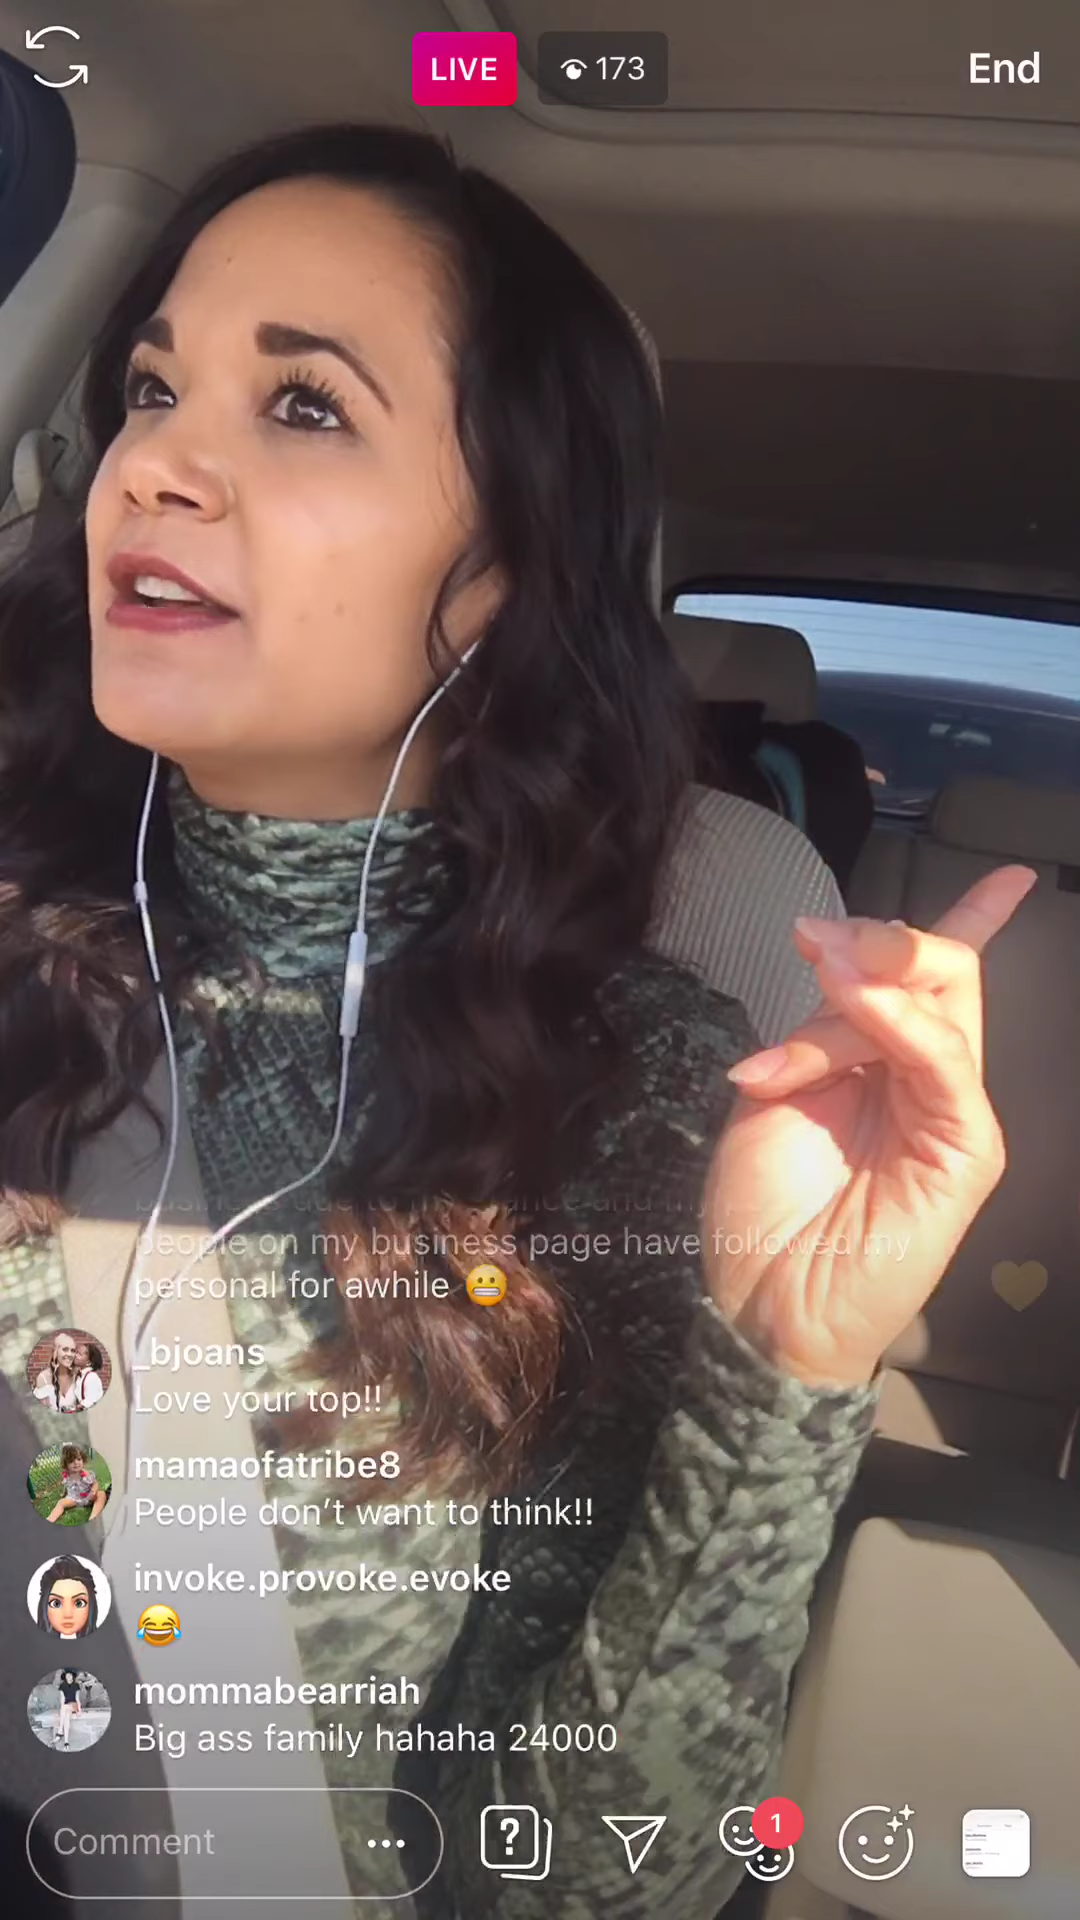 LIVE
173
End
people on my business page have followed my
personal for awhile 😬
_bjoans
Love your top!!
mamaofatribe8
People don’t want to think!!
invoke.provoke.evoke
😂
mommabearriah
Big ass family hahaha 24000
Comment
?
1